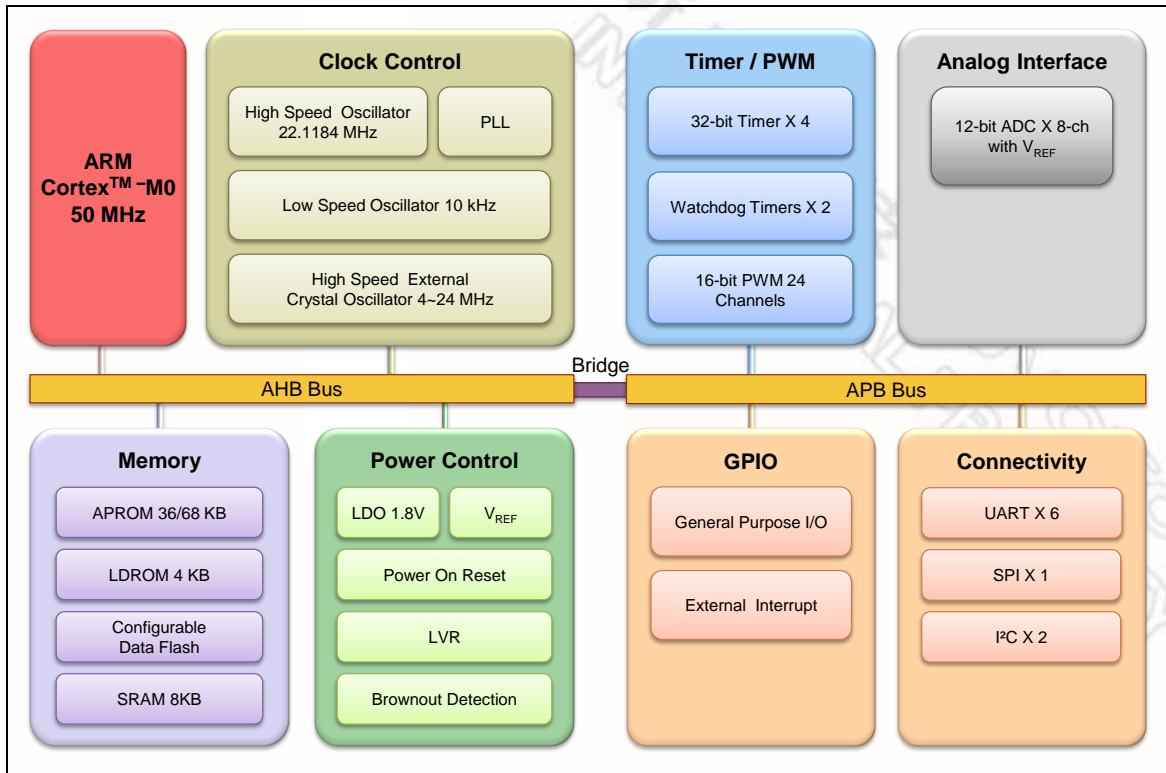 ARM
Cortex™ –M0
50 MHz
Clock Control
High Speed Oscillator
22.1184 MHz
PLL
Low Speed Oscillator 10 kHz
High Speed External
Crystal Oscillator 4~24 MHz
Timer / PWM
32-bit Timer X 4
Watchdog Timers X 2
16-bit PWM 24
Channels
Analog Interface
12-bit ADC X 8-ch
with VREF
Bridge
AHB Bus
APB Bus
Memory
APROM 36/68 KB
LDROM 4 KB
Configurable
Data Flash
SRAM 8KB
Power Control
LDO 1.8V
VREF
Power On Reset
LVR
Brownout Detection
GPIO
General Purpose I/O
External Interrupt
Connectivity
UART X 6
SPI X 1
I²C X 2